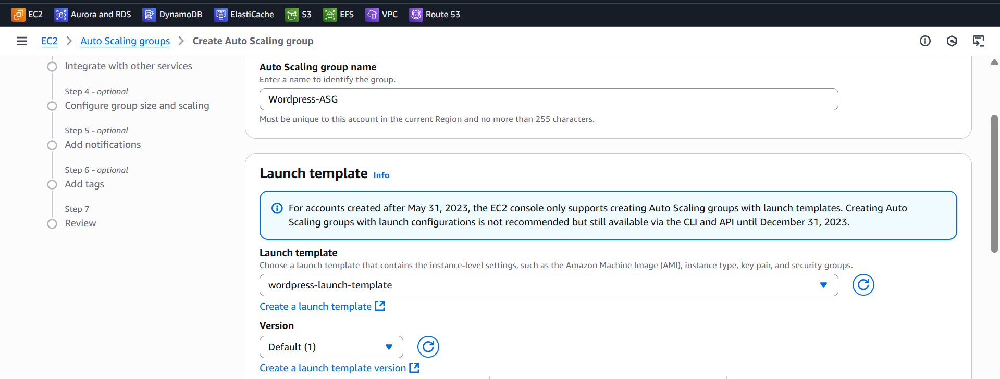 EC2 Aurora and RDS DynamoDB ElastiCache S3 EFS VPC Route 53
EC2 Auto Scaling groups Create Auto Scaling group
Integrate with other services
Step 4 - optional
Configure group size and scaling
Step 5 - optional
Add notifications
Step 6 - optional
Add tags
Step 7
Review
Auto Scaling group name
Enter a name to identify the group.
Wordpress-ASG
Must be unique to this account in the current Region and no more than 255 characters.
Launch template Info
For accounts created after May 31, 2023, the EC2 console only supports creating Auto Scaling groups with launch templates. Creating Auto
Scaling groups with launch configurations is not recommended but still available via the CLI and API until December 31, 2023.
Launch template
Choose a launch template that contains the instance-level settings, such as the Amazon Machine Image (AMI), instance type, key pair, and security groups.
wordpress-launch-template
Create a launch template
Version
Default (1)
Create a launch template version